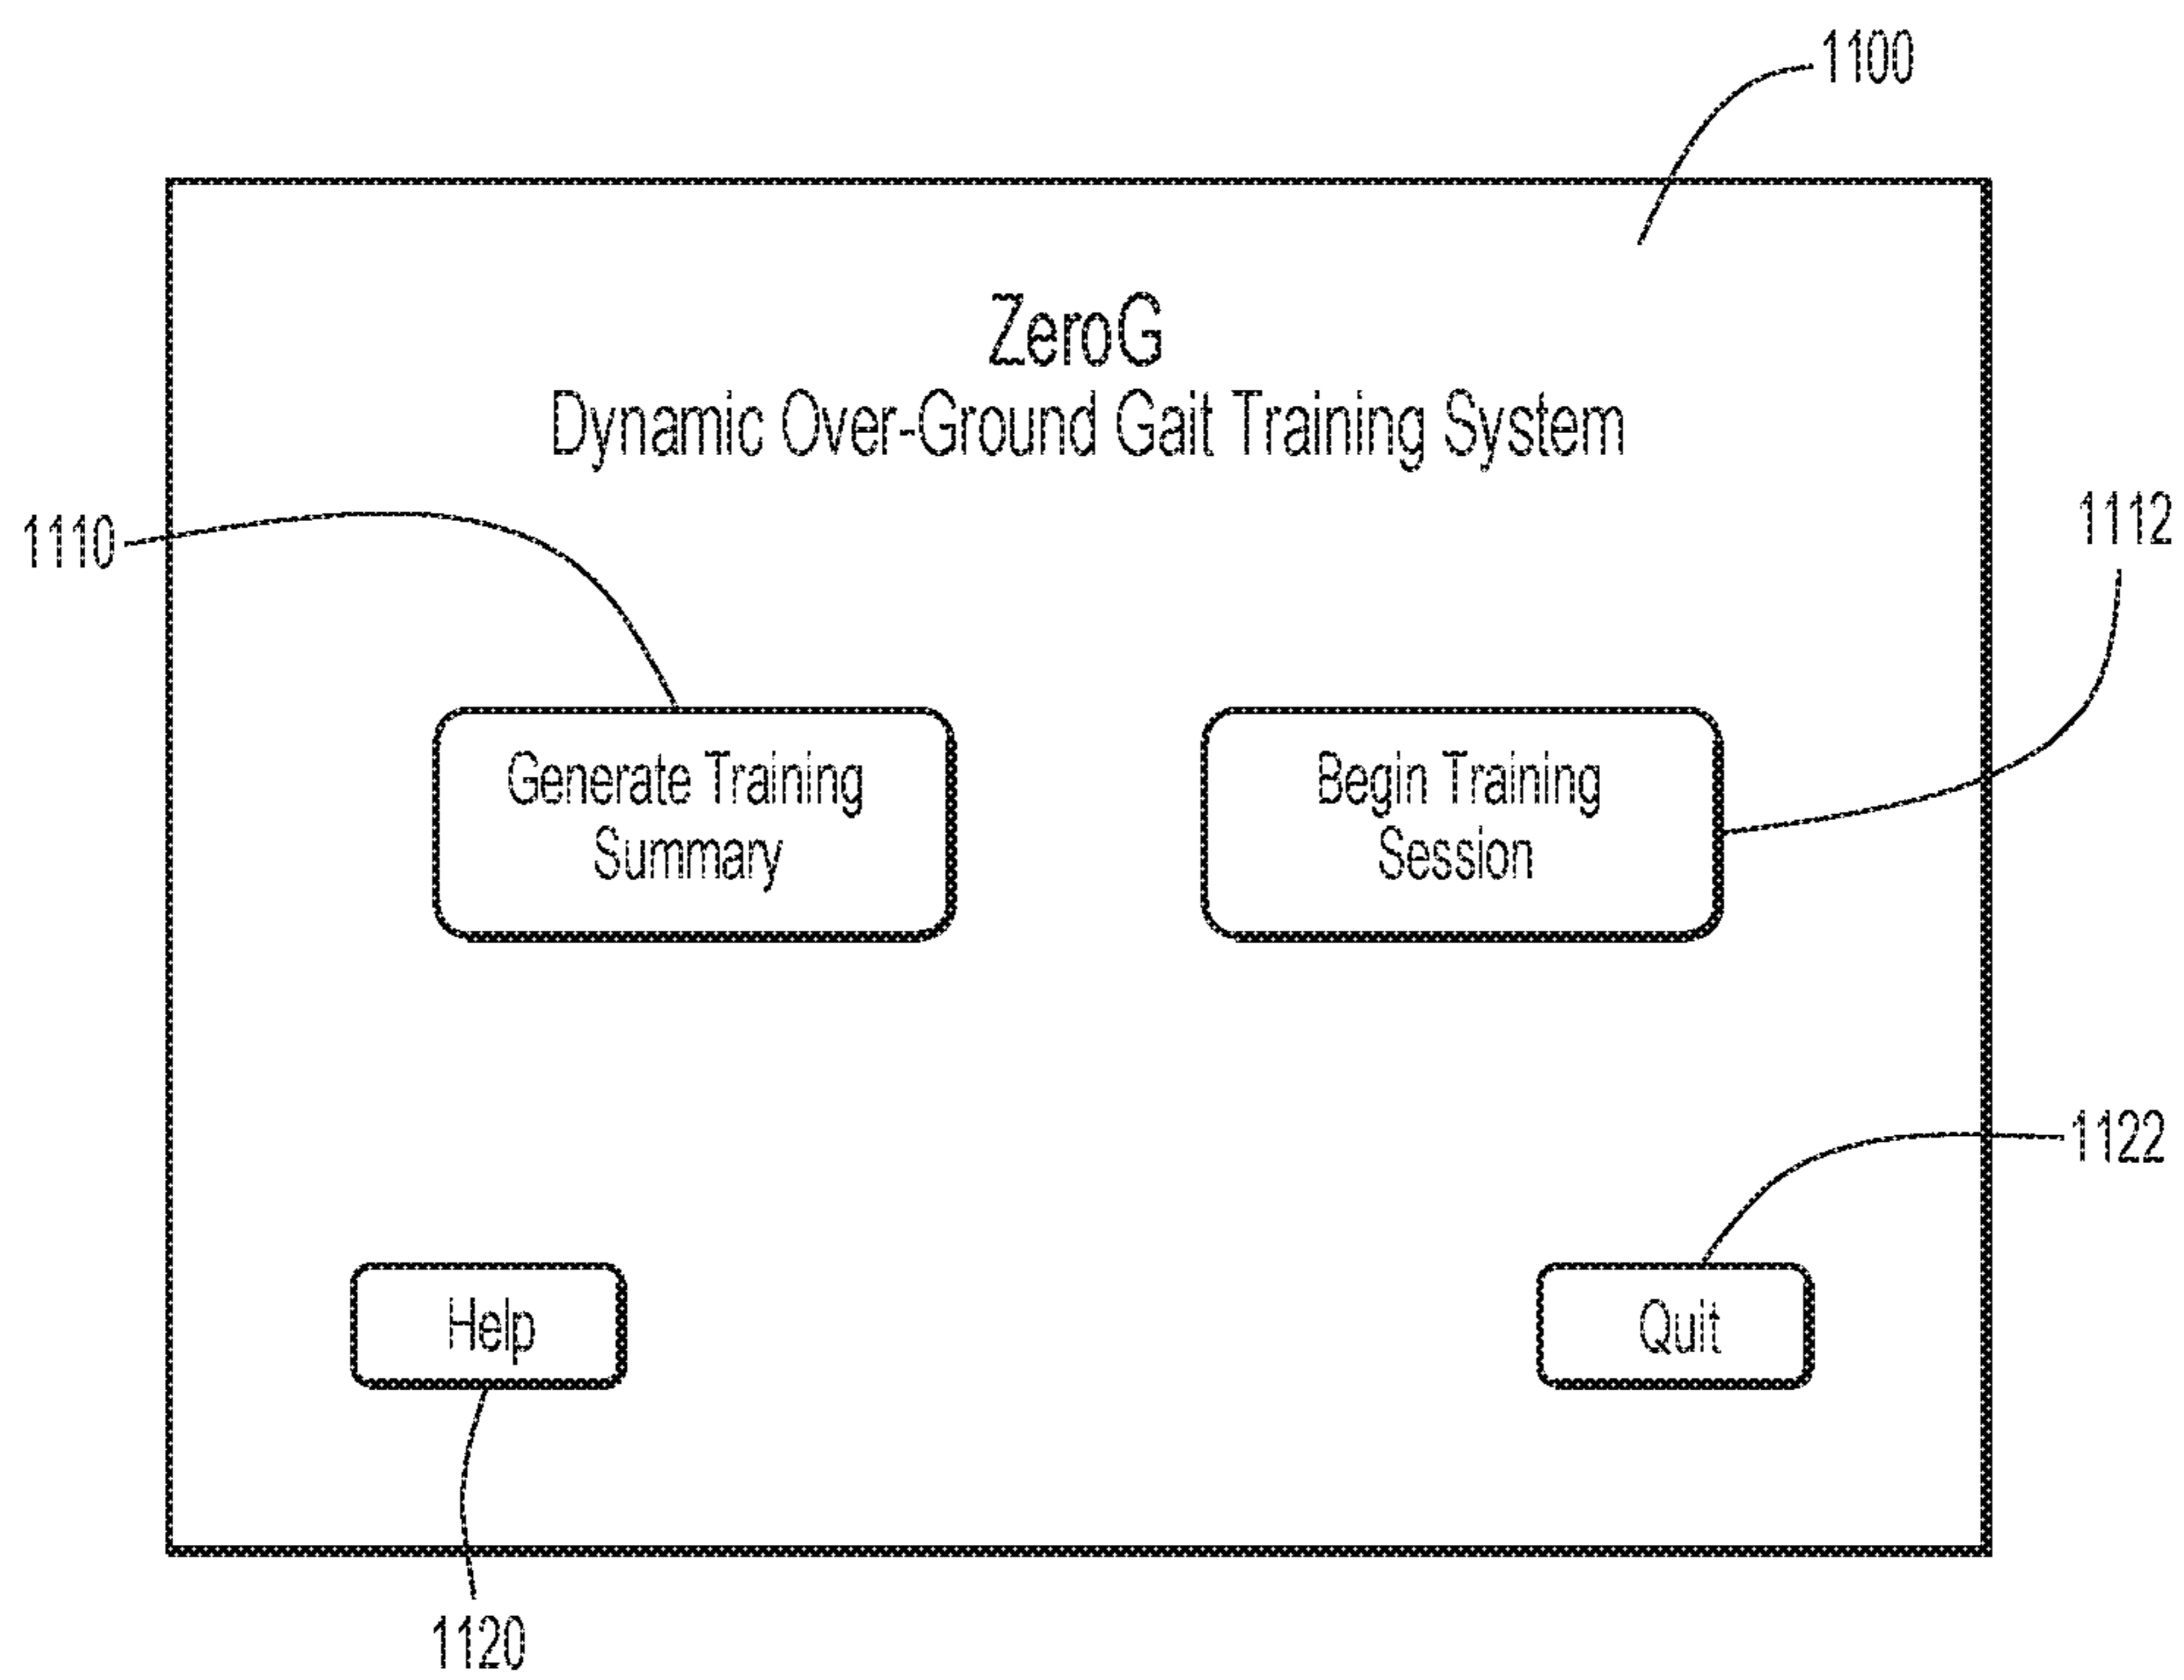 1100
ZeroG
Dynamic Over-Ground Gait Training System
1110
1112
Generate Training
Summary
Begin Training
Session
1122
Help
Quit
1120